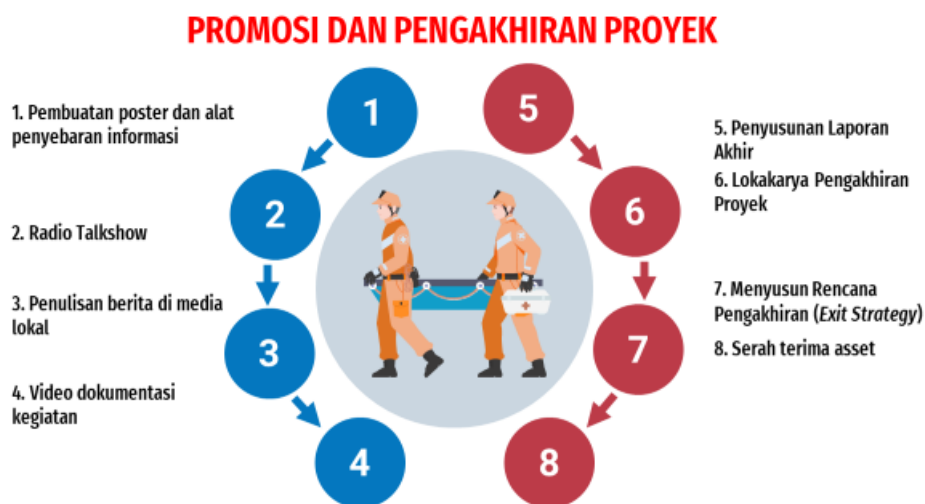 PROMOSI DAN PENGAKHIRAN PROYEK
1. Pembuatan poster dan alat
penyebaran informasi
2. Radio Talkshow
3. Penulisan berita di media
lokal
4. Video dokumentasi
kegiatan
1
2
3
4
5
6
7
8
5. Penyusunan Laporan
Akhir
6. Lokakarya Pengakhiran
Proyek
7. Menyusun Rencana
Pengakhiran (Exit Strategy)
8. Serah terima asset